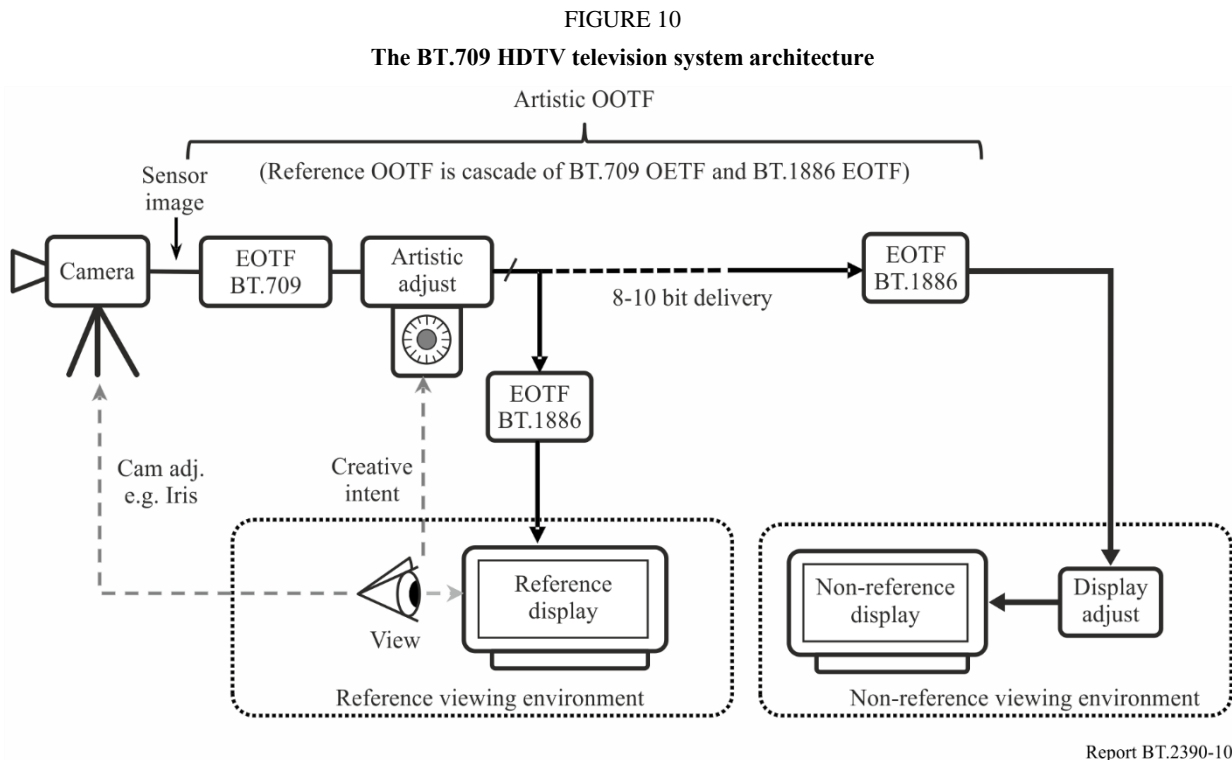 FIGURE 10
The BT.709 HDTV television system architecture
Artistic OOTF
(Reference OOTF is cascade of BT.709 OETF and BT.1886 EOTF)
Sensor
image
Camera
EOTF
BT.709
Artistic
adjust
8-10 bit delivery
EOTF
BT.1886
EOTF
BT.1886
Cam adj.
e.g. Iris
Creative
intent
View
Reference
display
Reference viewing environment
Non-reference
display
Display
adjust
Non-reference viewing environment
Report BT.2390-10